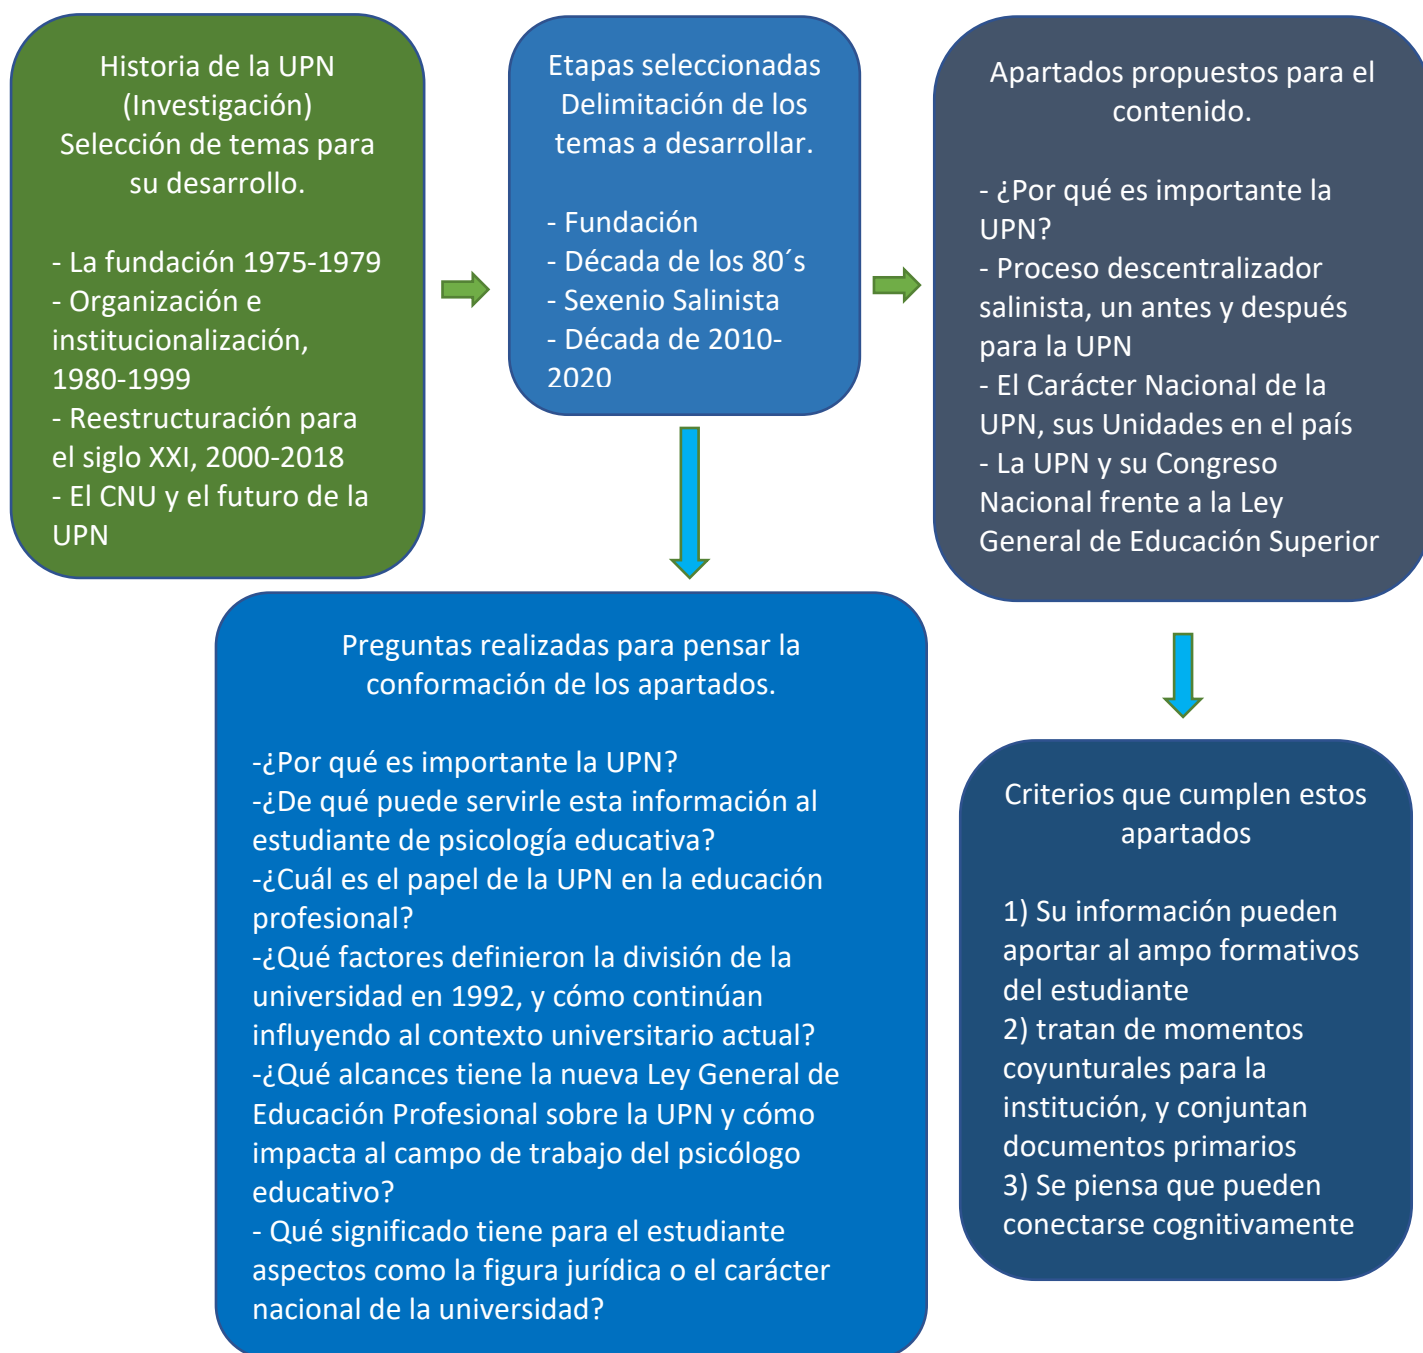 Historia de la UPN
(Investigación)
Selección de temas para
su desarrollo.
- La fundación 1975-1979
- Organización e
institucionalización,
1980-1999
- Reestructuración para
el siglo XXI, 2000-2018
- El CNU y el futuro de la
UPN
Etapas seleccionadas
Delimitación de los
temas a desarrollar.
- Fundación
- Década de los 80´s
- Sexenio Salinista
- Década de 2010-
2020
Apartados propuestos para el
contenido.
- ¿Por qué es importante la
UPN?
- Proceso descentralizador
salinista, un antes y después
para la UPN
- El Carácter Nacional de la
UPN, sus Unidades en el país
- La UPN y su Congreso
Nacional frente a la Ley
General de Educación Superior
Preguntas realizadas para pensar la
conformación de los apartados.
-¿Por qué es importante la UPN?
-¿De qué puede servirle esta información al
estudiante de psicología educativa?
-¿Cuál es el papel de la UPN en la educación
profesional?
-¿Qué factores definieron la división de la
universidad en 1992, y cómo continúan
influyendo al contexto universitario actual?
-¿Qué alcances tiene la nueva Ley General de
Educación Profesional sobre la UPN y cómo
impacta al campo de trabajo del psicólogo
educativo?
- Qué significado tiene para el estudiante
aspectos como la figura jurídica o el carácter
nacional de la universidad?
Criterios que cumplen estos
apartados
1) Su información pueden
aportar al ampo formativos
del estudiante
2) tratan de momentos
coyunturales para la
institución, y conjuntan
documentos primarios
3) Se piensa que pueden
conectarse cognitivamente